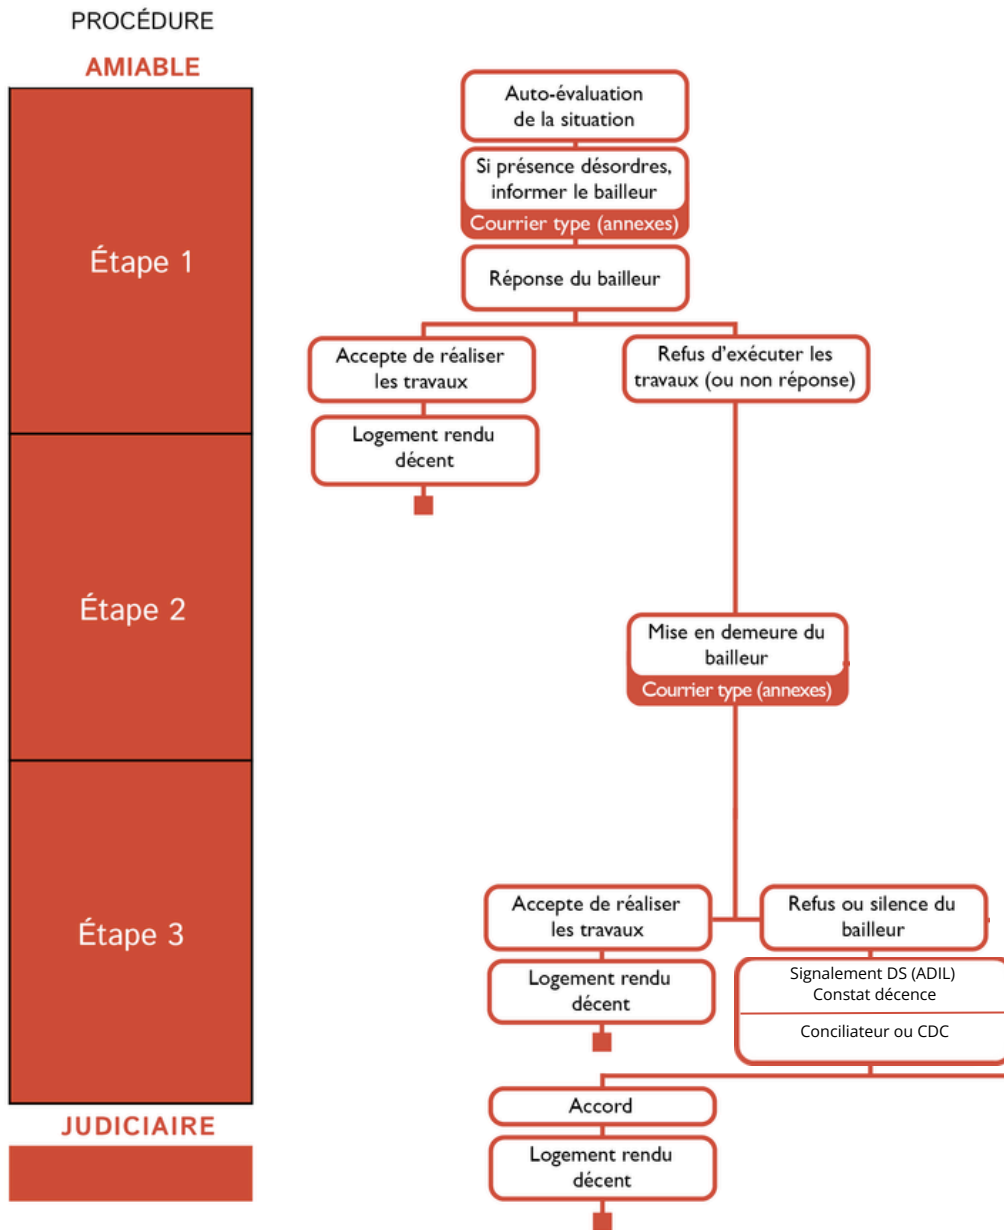 PROCÉDURE
AMIABLE
Étape 1
Étape 2
Étape 3
JUDICIAIRE
Auto-évaluation
de la situation
Si présence désordres,
informer le bailleur
Courrier type (annexes)
Réponse du bailleur
Accepte de réaliser
les travaux
Logement rendu
décent
Refus d'exécuter les
travaux (ou non réponse)
Mise en demeure du
bailleur
Courrier type (annexes)
Accepte de réaliser
les travaux
Logement rendu
décent
Refus ou silence du
bailleur
Signalement DS (ADIL)
Constat décence
Conciliateur ou CDC
Accord
Logement rendu
décent